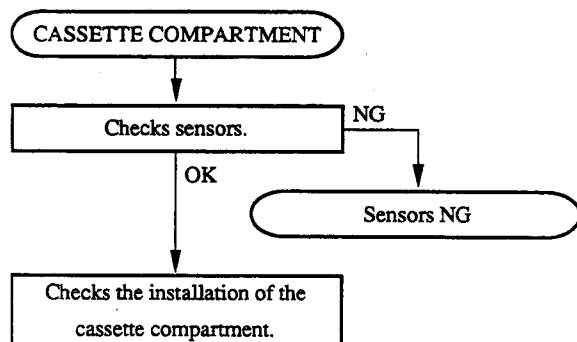 CASSETTE COMPARTMENT
Checks sensors.
NG
OK
Sensors NG
Checks the installation of the
cassette compartment.